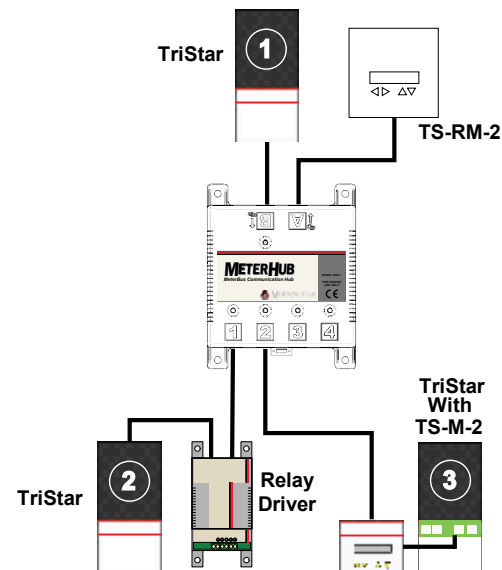 TriStar
1
TS-RM-2
B
A
METERHUB
MeterBus Communication Hub
CE
1
2
3
4
TriStar
With
TS-M-2
TriStar
2
Relay
Driver
3